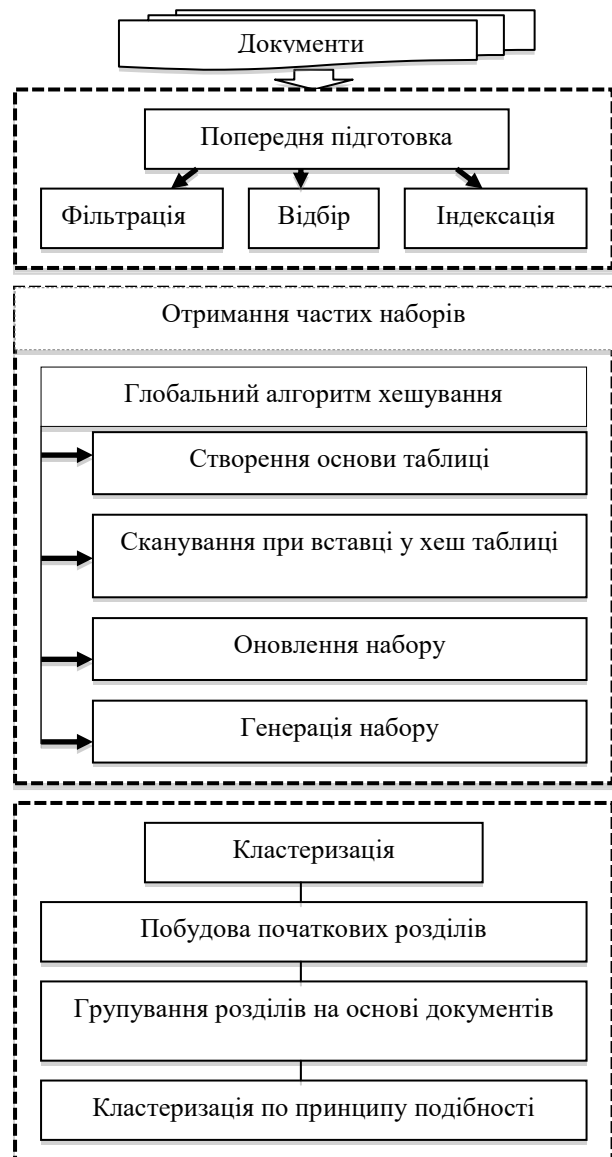 Документи
Попередня підготовка
Фільтрація
Відбір
Індексація
Отримання частих наборів
Глобальний алгоритм хешування
Створення основи таблиці
Сканування при вставці у хеш таблиці
Оновлення набору
Генерація набору
Кластеризація
Побудова початкових розділів
Групування розділів на основі документів
Кластеризація по принципу подібності